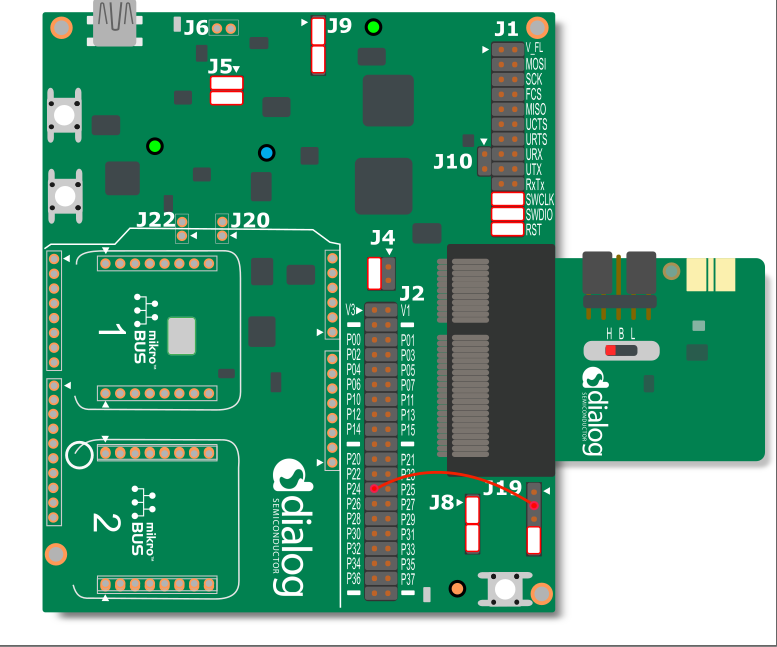 J6
J9
J1
V_FL
MOSI
SCK
FCS
MISO
UCTS
URTS
URX
UTX
RxTx
SWCLK
SWDIO
RST
J5
J10
J22
J20
J4
J2
V3
V1
P00
P01
P02
P03
P04
P05
P06
P07
P10
P11
P12
P13
P14
P15
P20
P21
P22
P23
P24
P25
P26
P27
P28
P29
P30
P31
P32
P33
P34
P35
P36
P37
1
mikro™
BUS
2
mikro™
BUS
dialog
SEMICONDUCTOR
J8
J19
H B L
dialog
SEMICONDUCTOR